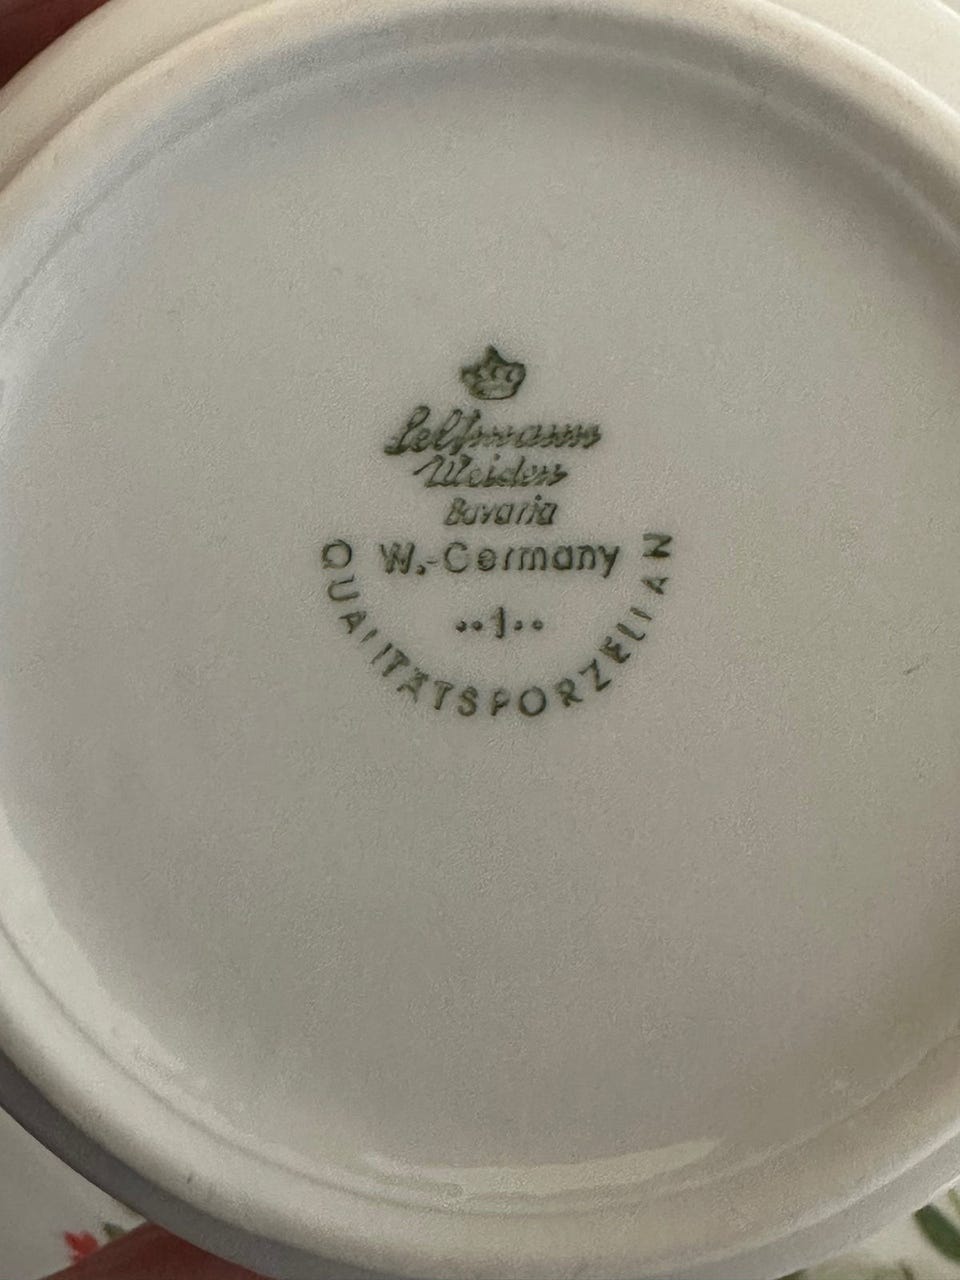 Seltmann
Weiden
Bavaria
W.-Germany
..1..
QUALITÄTSPORZELLAN